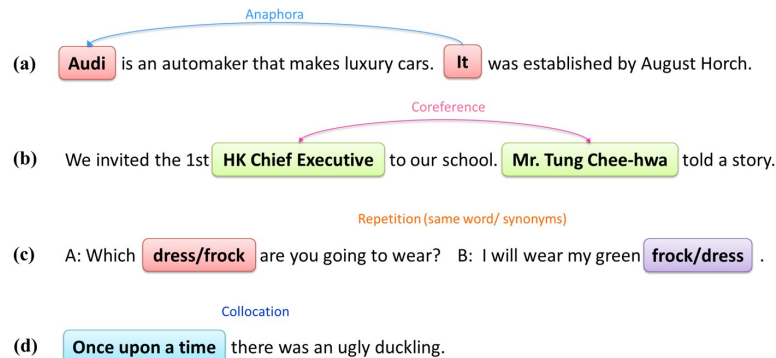 Anaphora
(a) Audi is an automaker that makes luxury cars. It was established by August Horch.
Coreference
(b) We invited the 1st HK Chief Executive to our school. Mr. Tung Chee-hwa told a story.
Repetition (same word/ synonyms)
(c) A: Which dress/frock are you going to wear? B: I will wear my green frock/dress .
Collocation
(d) Once upon a time there was an ugly duckling.